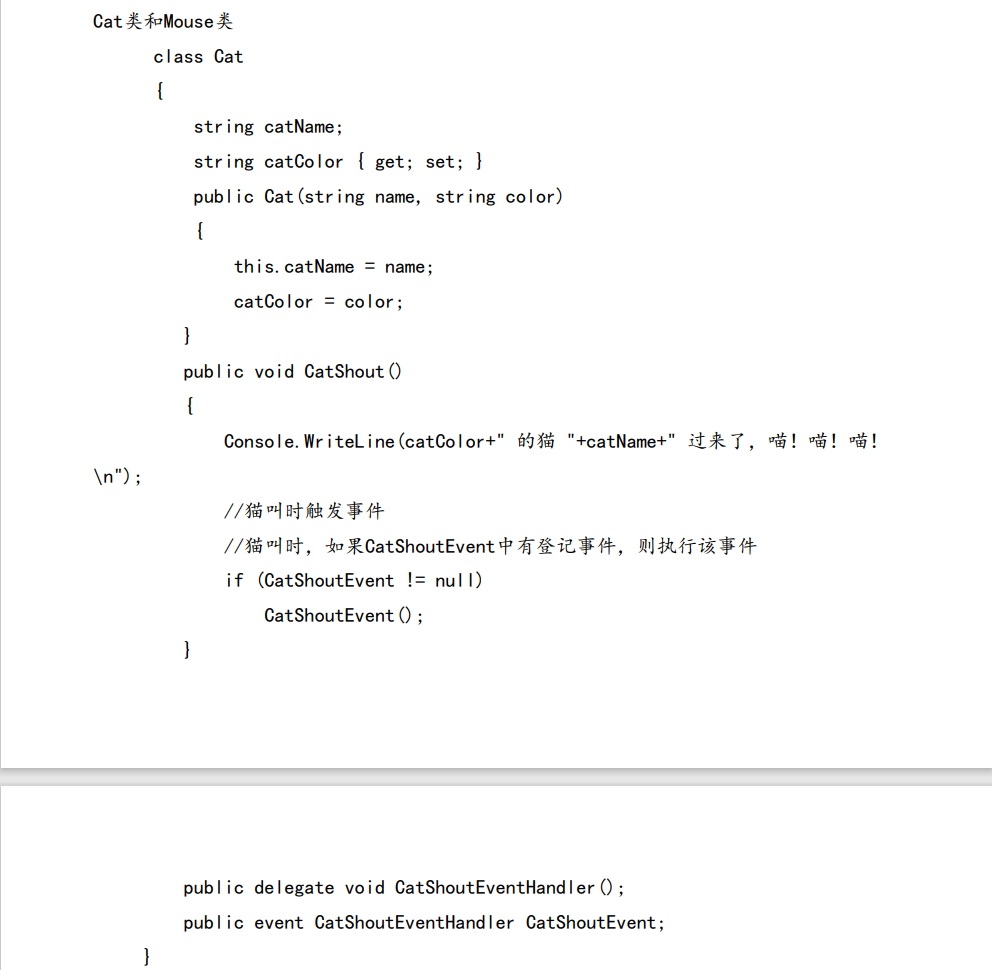 Cat类和Mouse类
class Cat
{
string catName;
string catColor { get; set; }
public Cat(string name, string color)
{
this.catName = name;
catColor = color;
}
public void CatShout()
{
Console.WriteLine(catColor+" 的猫 "+catName+" 过来了，喵！喵！喵！
\n");
//猫叫时触发事件
//猫叫时，如果CatShoutEvent中有登记事件，则执行该事件
if (CatShoutEvent != null)
CatShoutEvent();
}
public delegate void CatShoutEventHandler();
public event CatShoutEventHandler CatShoutEvent;
}